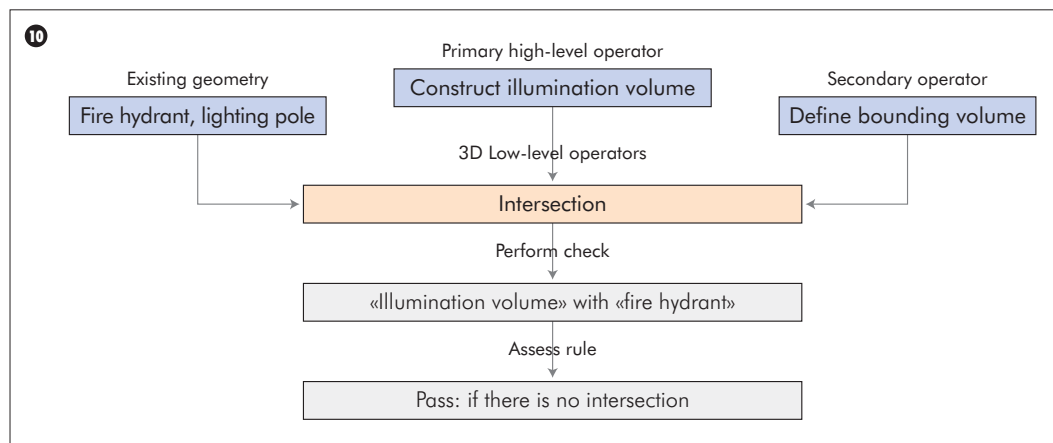 10
Primary high-level operator
Existing geometry
Construct illumination volume
Secondary operator
Fire hydrant, lighting pole
Define bounding volume
3D Low-level operators
Intersection
Perform check
«Illumination volume» with «fire hydrant»
Assess rule
Pass: if there is no intersection